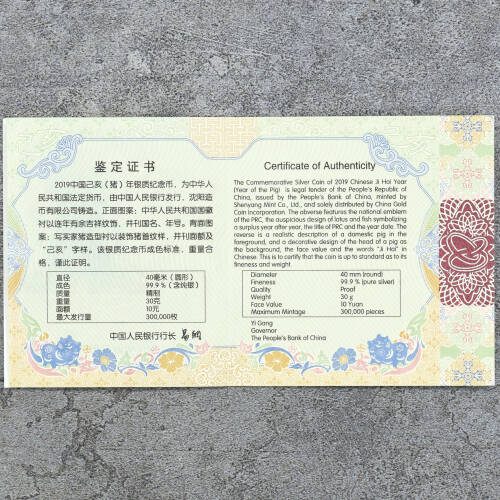 鉴定证书
2019中国己亥（猪）年银质纪念币，为中华人
民共和国法定货币，由中国人民银行发行，沈阳造
币有限公司铸造。正面图案：中华人民共和国国徽
衬以连年有余吉祥纹饰，并刊国名、年号。背面图
案：写实家猪造型衬以装饰猪首纹样，并刊面额及
“己亥”字样。该银质纪念币成色标准，重量合
格，谨此证明。
直径 40毫米（圆形）
成色 99.9％（含纯银）
质量 精制
重量 30克
面额 10元
最大发行量 300,000枚
中国人民银行行长 易纲
Certificate of Authenticity
The Commemorative Silver Coin of 2019 Chinese Ji Hoi Year
(Year of the Pig) is legal tender of the People's Republic of
China, issued by the People's Bank of China, minted by
Shenyang Mint Co., Ltd., and solely distributed by China Gold
Coin Incorporation. The obverse features the national emblem
of the PRC, the auspicious design of lotus and fish symbolizing
a surplus year after year, the title of PRC and the year date. The
reverse is a realistic description of a domestic pig in the
foreground, and a decorative design of the head of a pig as
the background, the face value and the words "Ji Hai" in
Chinese. This is to certify that the coin is up to standard as to its
fineness and weight.
Diameter 40 mm (round)
Fineness 99.9 % (pure silver)
Quality Proof
Weight 30 g
Face Value 10 Yuan
Maximum Mintage 300,000 pieces
Yi Gang
Governor
The People's Bank of China